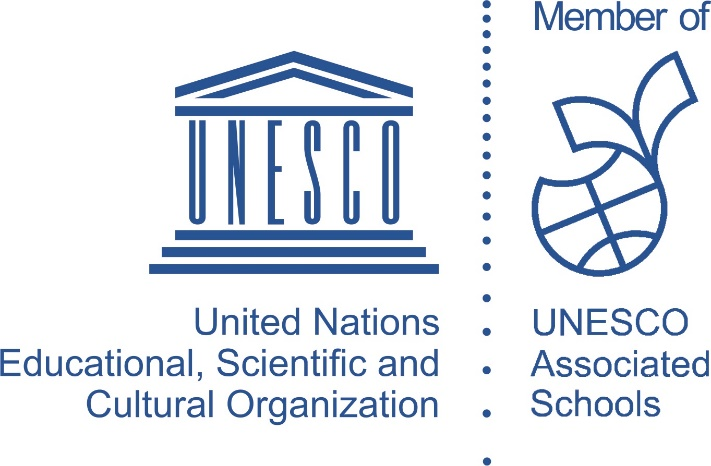 UNESCO
United Nations
Educational, Scientific and
Cultural Organization
Member of
UNESCO
Associated
Schools